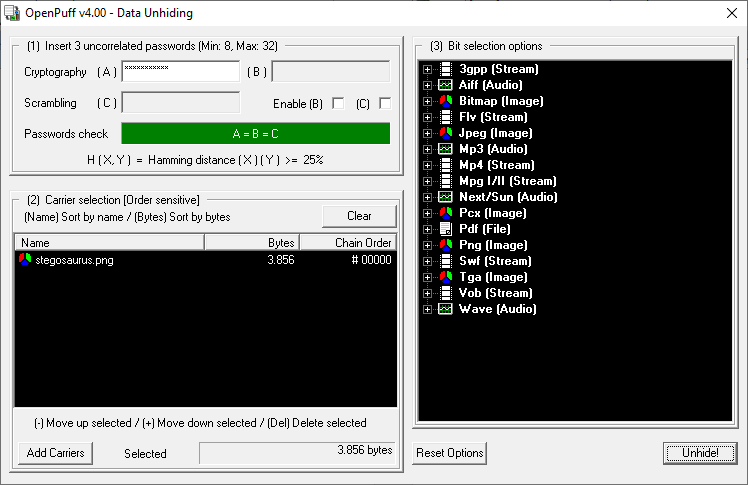 OpenPuff v4.00 - Data Unhiding
(1) Insert 3 uncorrelated passwords (Min: 8, Max: 32)
Cryptography (A) ××××××××××× (B)
Scrambling (C) Enable (B) (C)
Passwords check A = B = C
H ( X, Y ) = Hamming distance ( X ) ( Y ) >= 25%
(2) Carrier selection [Order sensitive]
(Name) Sort by name / (Bytes) Sort by bytes
Clear
Name Bytes Chain Order
stegosaurus.png 3.856 # 00000
(-) Move up selected / (+) Move down selected / (Del) Delete selected
Add Carriers Selected 3.856 bytes
(3) Bit selection options
3gpp (Stream)
Aiff (Audio)
Bitmap (Image)
Flv (Stream)
Jpeg (Image)
Mp3 (Audio)
Mp4 (Stream)
Mpg I/II (Stream)
Next/Sun (Audio)
Pcx (Image)
Pdf (File)
Png (Image)
Swf (Stream)
Tga (Image)
Vob (Stream)
Wave (Audio)
Reset Options Unhide!